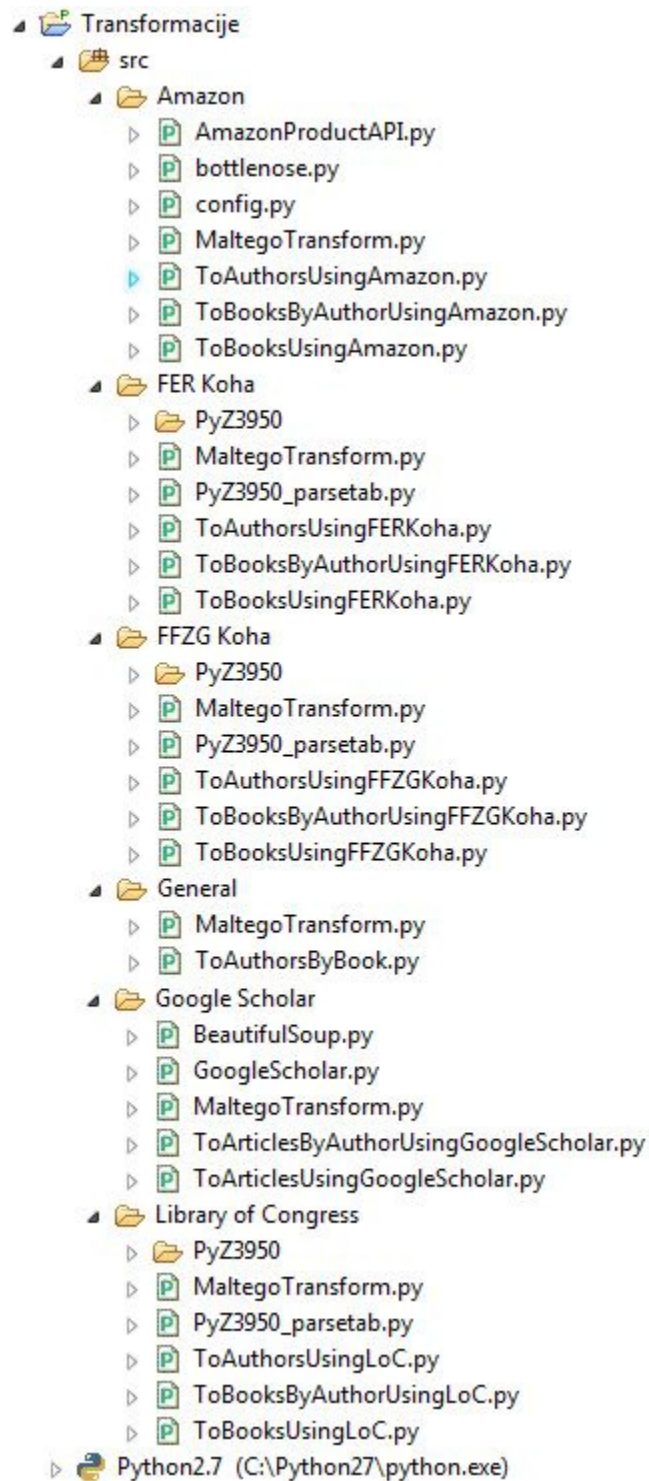 Transformacije
src
Amazon
AmazonProductAPI.py
bottlenose.py
config.py
MaltegoTransform.py
ToAuthorsUsingAmazon.py
ToBooksByAuthorUsingAmazon.py
ToBooksUsingAmazon.py
FER Koha
PyZ3950
MaltegoTransform.py
PyZ3950_parsetab.py
ToAuthorsUsingFERKoha.py
ToBooksByAuthorUsingFERKoha.py
ToBooksUsingFERKoha.py
FFZG Koha
PyZ3950
MaltegoTransform.py
PyZ3950_parsetab.py
ToAuthorsUsingFFZGKoha.py
ToBooksByAuthorUsingFFZGKoha.py
ToBooksUsingFFZGKoha.py
General
MaltegoTransform.py
ToAuthorsByBook.py
Google Scholar
BeautifulSoup.py
GoogleScholar.py
MaltegoTransform.py
ToArticlesByAuthorUsingGoogleScholar.py
ToArticlesUsingGoogleScholar.py
Library of Congress
PyZ3950
MaltegoTransform.py
PyZ3950_parsetab.py
ToAuthorsUsingLoC.py
ToBooksByAuthorUsingLoC.py
ToBooksUsingLoC.py
Python2.7 (C:\Python27\python.exe)